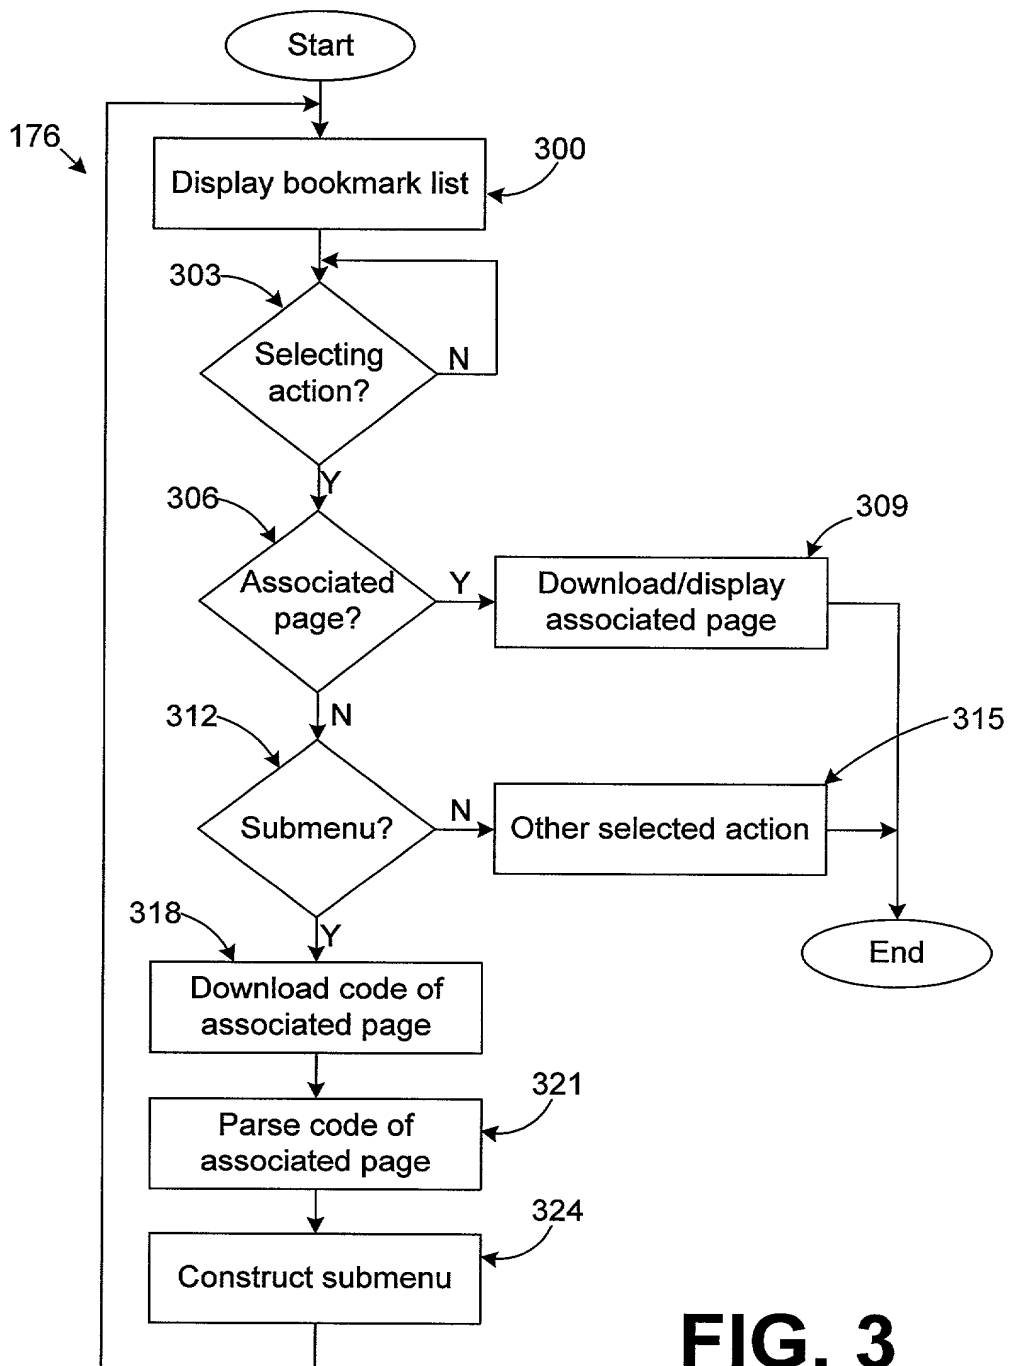 Start
176
Display bookmark list
300
303
Selecting
action?
N
Y
306
Associated
page?
Y
Download/display
associated page
309
N
312
Submenu?
N
Other selected action
315
Y
End
318
Download code of
associated page
Parse code of
associated page
321
Construct submenu
324
FIG. 3